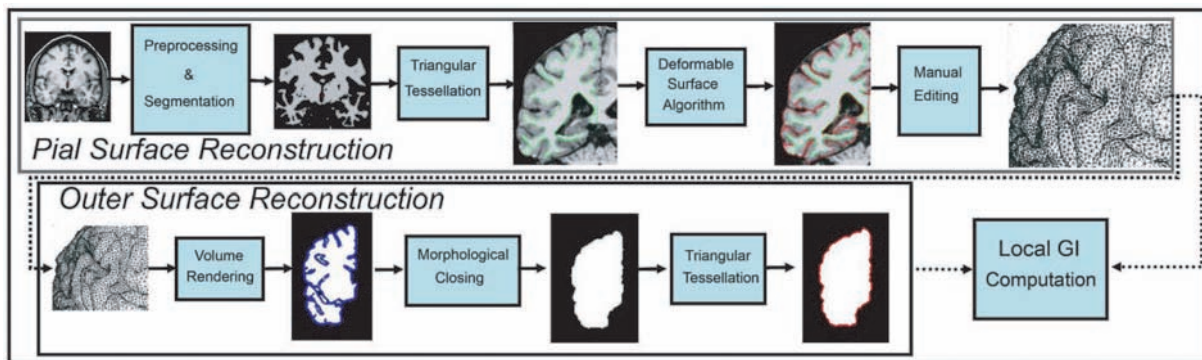 Preprocessing
&
Segmentation
Triangular
Tessellation
Deformable
Surface
Algorithm
Manual
Editing
Pial Surface Reconstruction
Outer Surface Reconstruction
Volume
Rendering
Morphological
Closing
Triangular
Tessellation
Local GI
Computation